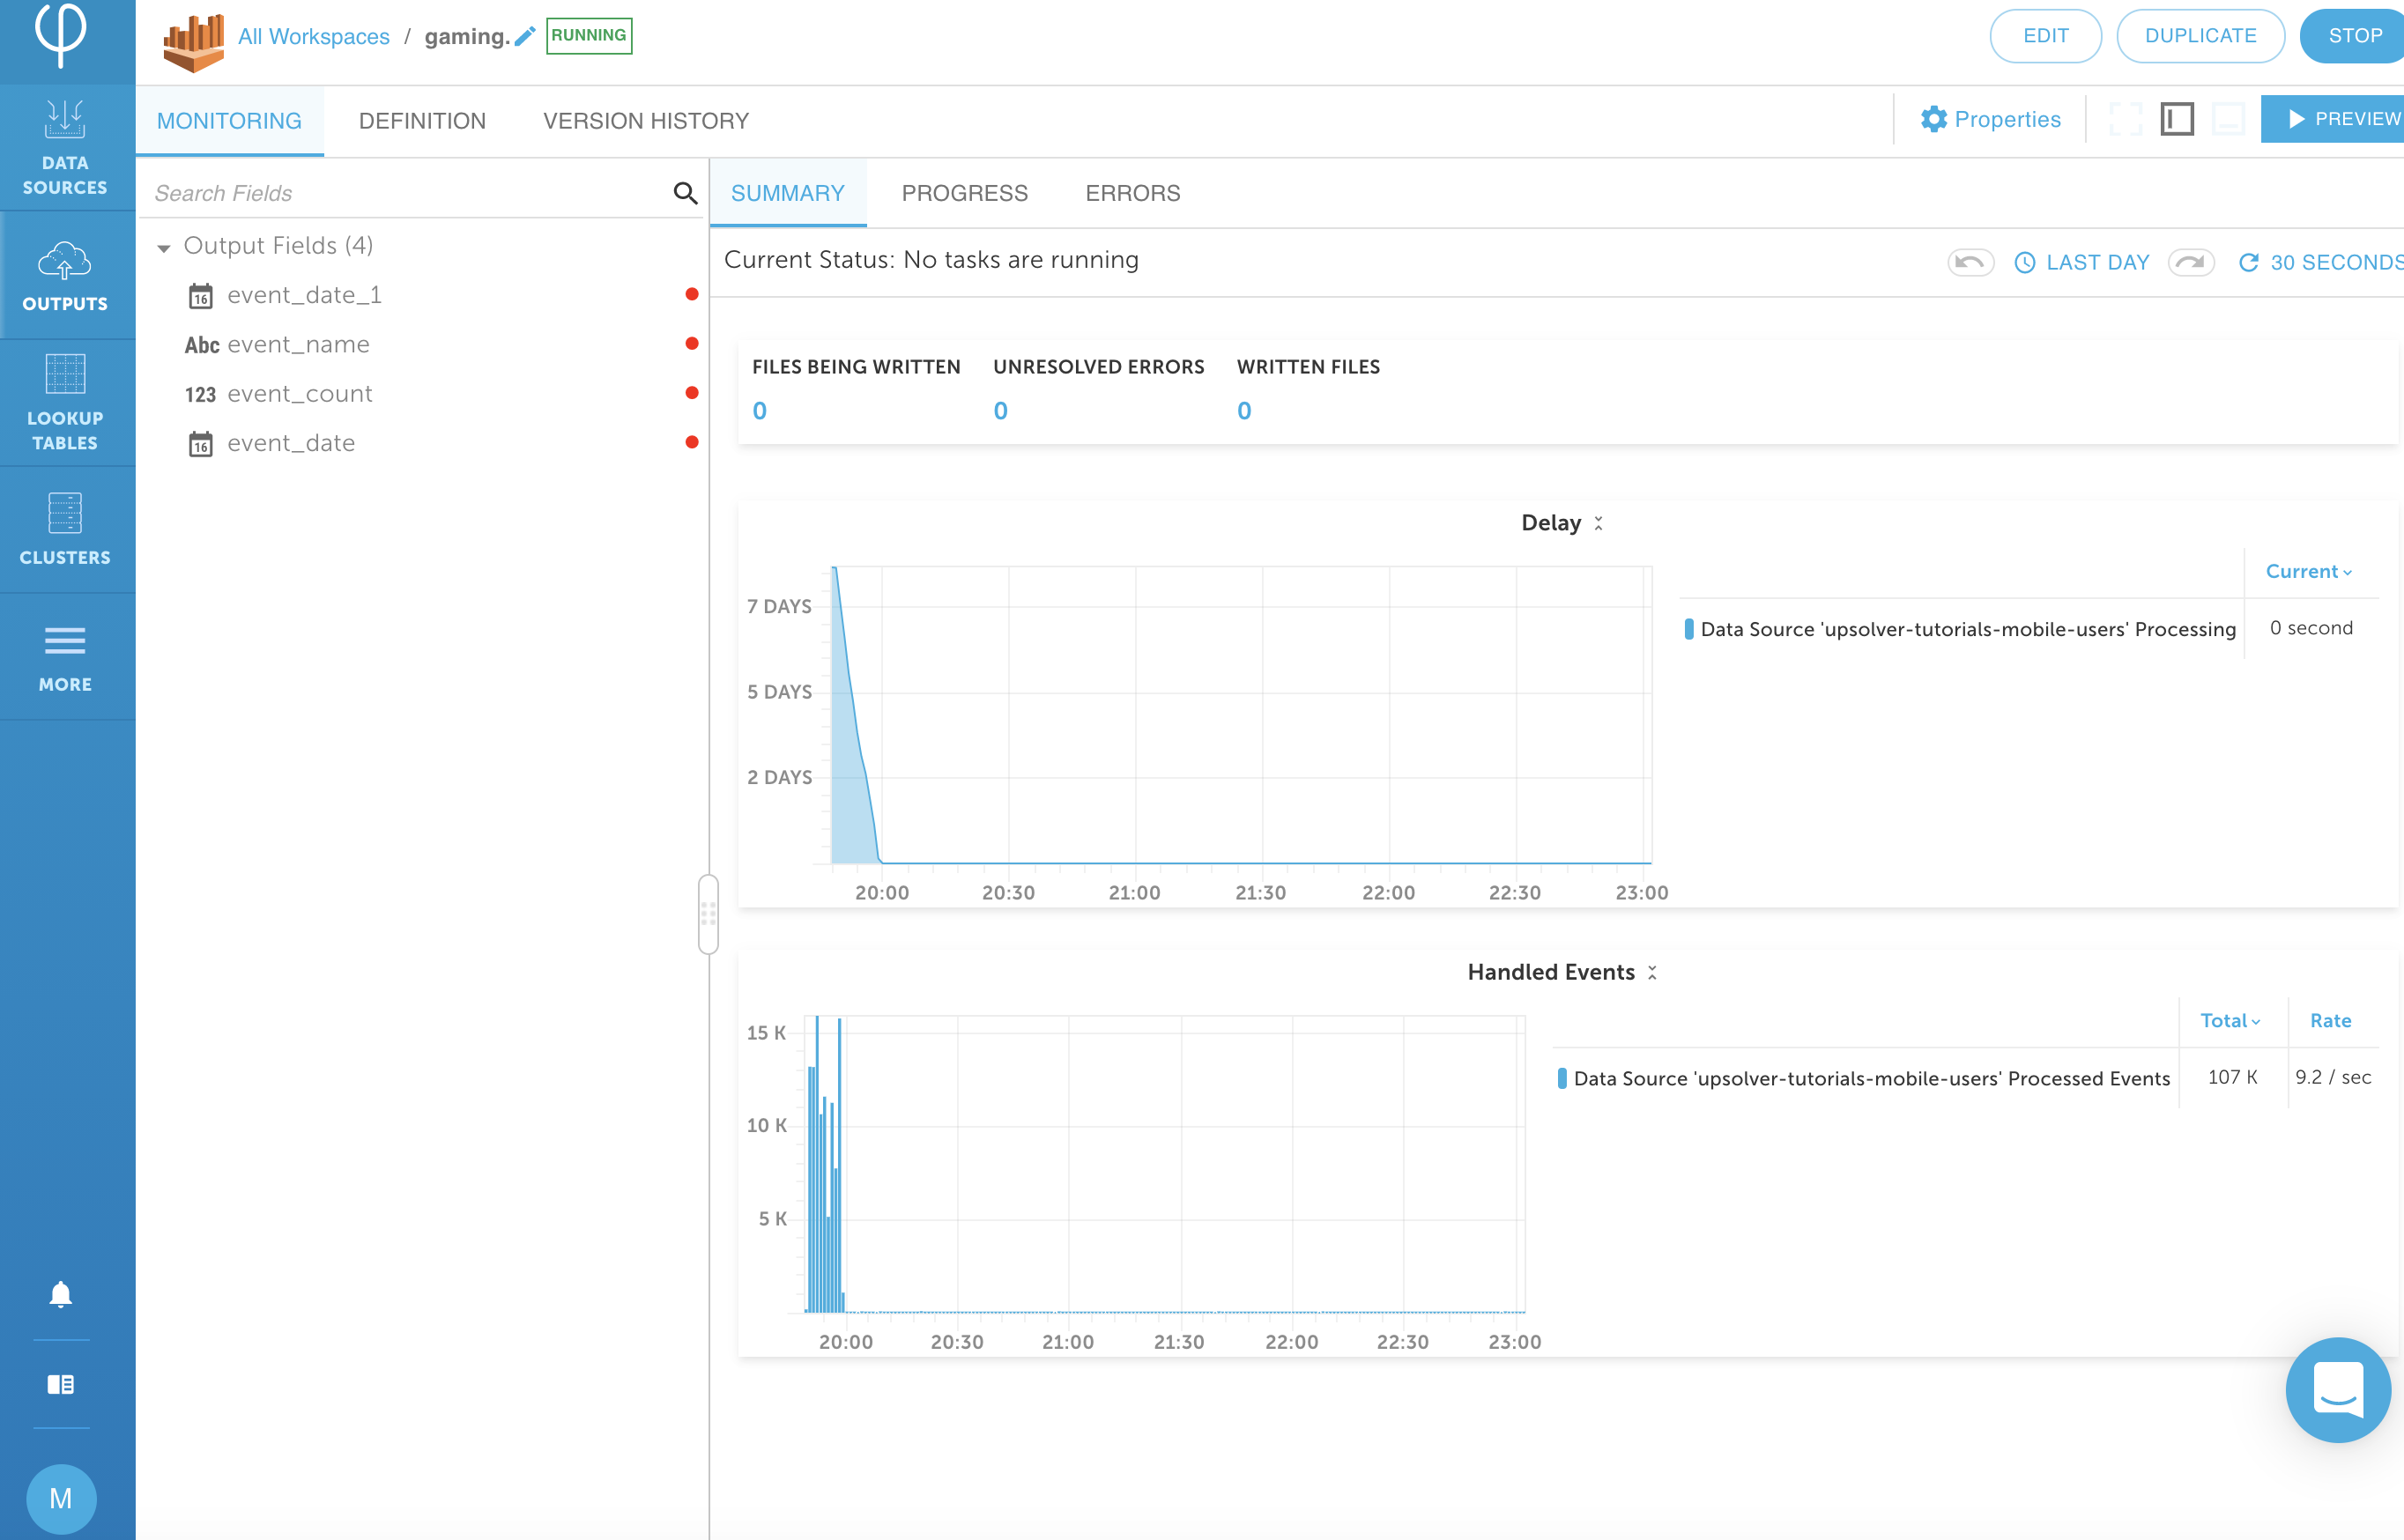 All Workspaces / gaming. RUNNING
EDIT
DUPLICATE
STOP
MONITORING
DEFINITION
VERSION HISTORY
Properties
PREVIEW
DATA
SOURCES
OUTPUTS
LOOKUP
TABLES
CLUSTERS
MORE
M
Search Fields
Output Fields (4)
16 event_date_1
Abc event_name
123 event_count
16 event_date
SUMMARY
PROGRESS
ERRORS
Current Status: No tasks are running
LAST DAY
30 SECONDS
FILES BEING WRITTEN
UNRESOLVED ERRORS
WRITTEN FILES
0
0
0
Delay
7 DAYS
5 DAYS
2 DAYS
20:00
20:30
21:00
21:30
22:00
22:30
23:00
Current
Data Source 'upsolver-tutorials-mobile-users' Processing
0 second
Handled Events
15 K
10 K
5 K
20:00
20:30
21:00
21:30
22:00
22:30
23:00
Total
Rate
Data Source 'upsolver-tutorials-mobile-users' Processed Events
107 K
9.2 / sec